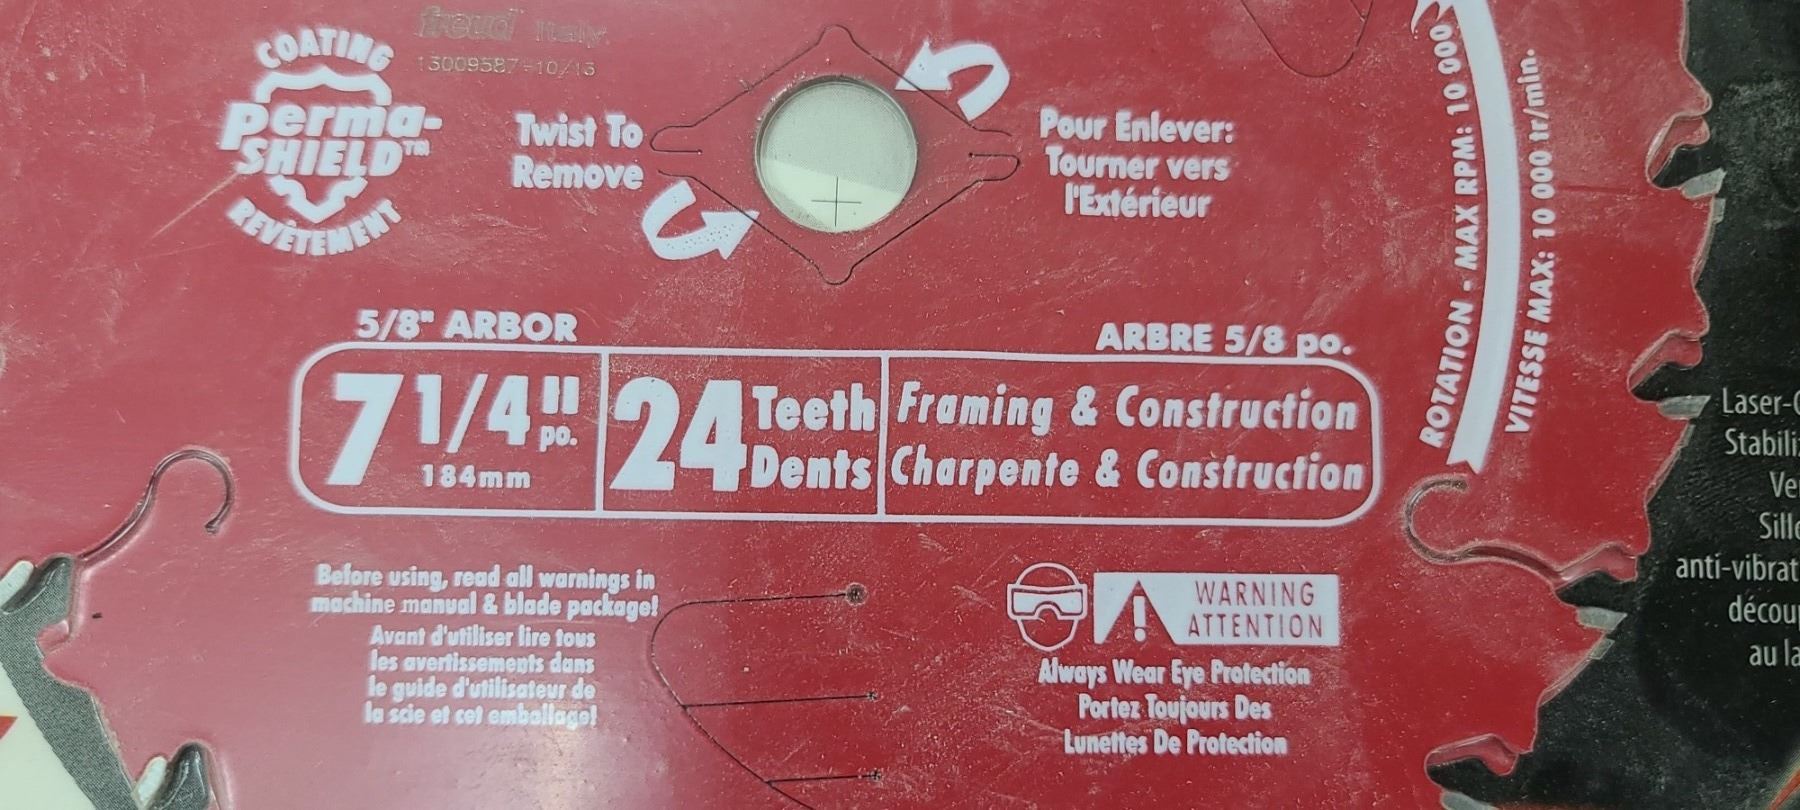 freud Italy
13009587-10/13
COATING
Perma-
SHIELD™
REVÊTEMENT
Twist To
Remove
Pour Enlever:
Tourner vers
l'Extérieur
ROTATION - MAX RPM: 10 000
VITESSE MAX: 10 000 tr/min.
5/8" ARBOR
ARBRE 5/8 po.
7 1/4" po.
184mm
24 Teeth
Dents
Framing & Construction
Charpente & Construction
Before using, read all warnings in
machine manual & blade package!
Avant d'utiliser lire tous
les avertissements dans
le guide d'utilisateur de
la scie et cet emballage!
WARNING
ATTENTION
Always Wear Eye Protection
Portez Toujours Des
Lunettes De Protection
Laser-
Stabili
Ve
Sill
anti-vibrat
découp
au la